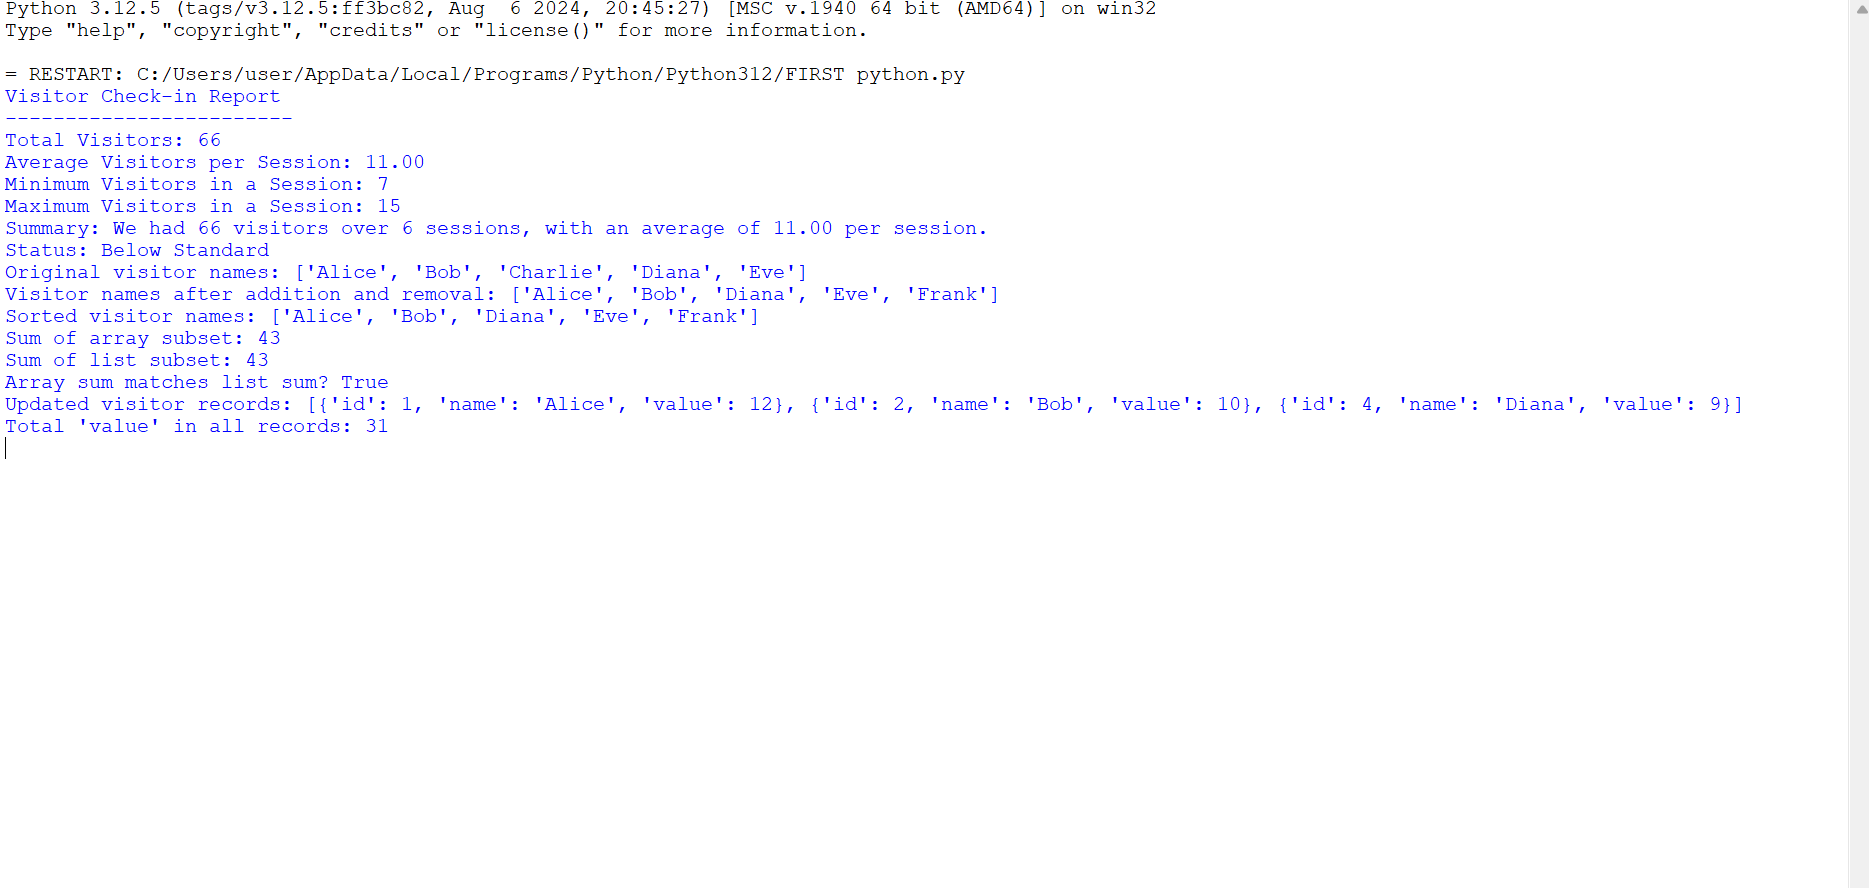 Python 3.12.5 (tags/v3.12.5:ff3bc82, Aug  6 2024, 20:45:27) [MSC v.1940 64 bit (AMD64)] on win32
Type "help", "copyright", "credits" or "license()" for more information.

= RESTART: C:/Users/user/AppData/Local/Programs/Python/Python312/FIRST python.py
Visitor Check-in Report
------------------------
Total Visitors: 66
Average Visitors per Session: 11.00
Minimum Visitors in a Session: 7
Maximum Visitors in a Session: 15
Summary: We had 66 visitors over 6 sessions, with an average of 11.00 per session.
Status: Below Standard
Original visitor names: ['Alice', 'Bob', 'Charlie', 'Diana', 'Eve']
Visitor names after addition and removal: ['Alice', 'Bob', 'Diana', 'Eve', 'Frank']
Sorted visitor names: ['Alice', 'Bob', 'Diana', 'Eve', 'Frank']
Sum of array subset: 43
Sum of list subset: 43
Array sum matches list sum? True
Updated visitor records: [{'id': 1, 'name': 'Alice', 'value': 12}, {'id': 2, 'name': 'Bob', 'value': 10}, {'id': 4, 'name': 'Diana', 'value': 9}]
Total 'value' in all records: 31